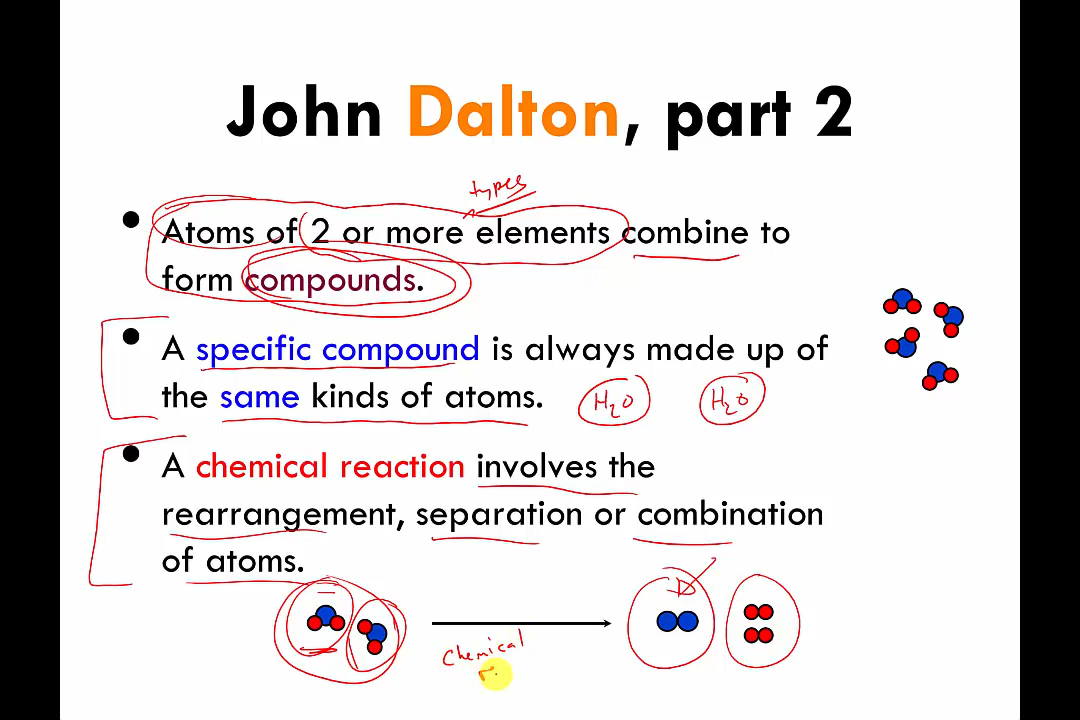 John Dalton, part 2
types
• Atoms of 2 or more elements combine to
form compounds.
• A specific compound is always made up of
the same kinds of atoms. H₂O H₂O
• A chemical reaction involves the
rearrangement, separation or combination
of atoms.
Chemical
r